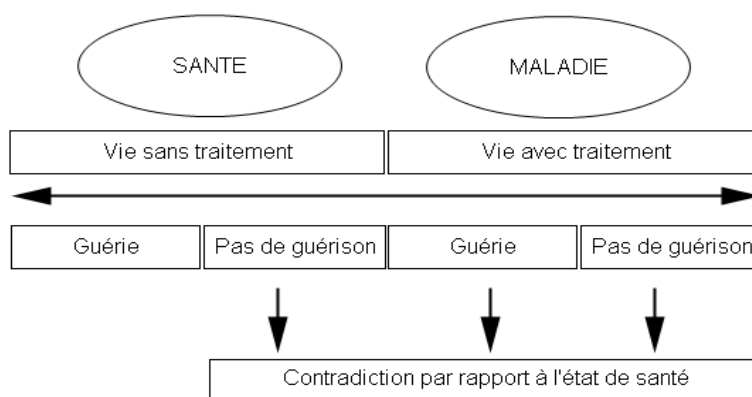 SANTE
MALADIE
Vie sans traitement
Vie avec traitement
Guérie
Pas de guérison
Guérie
Pas de guérison
Contradiction par rapport à l'état de santé